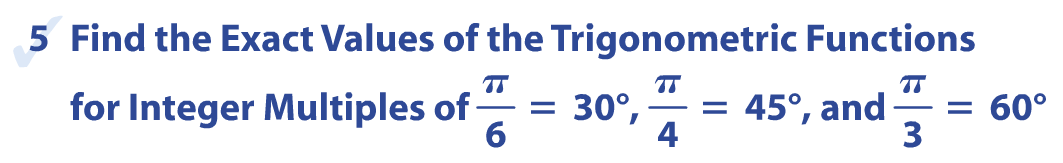 5 Find the Exact Values of the Trigonometric Functions
for Integer Multiples of π/6 = 30°, π/4 = 45°, and π/3 = 60°